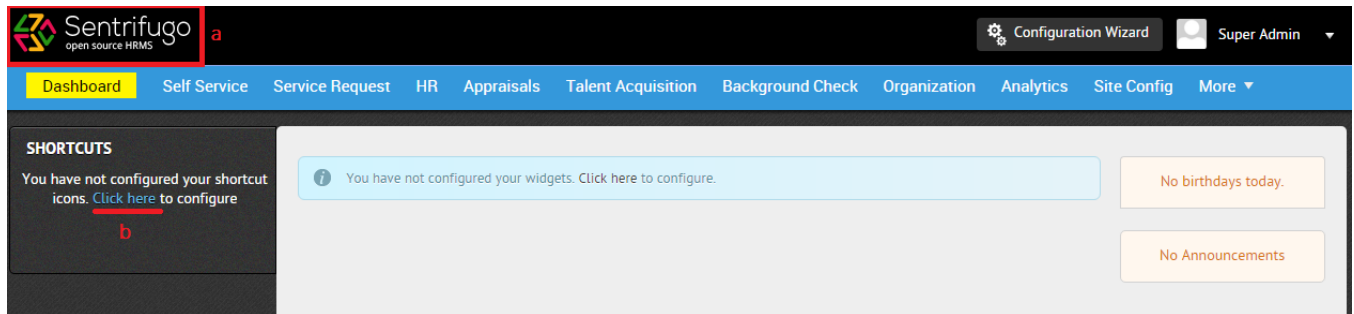 Sentrifugo
open source HRMS
a
Configuration Wizard
Super Admin
Dashboard Self Service Service Request HR Appraisals Talent Acquisition Background Check Organization Analytics Site Config More
SHORTCUTS
You have not configured your shortcut
icons. Click here to configure
b
You have not configured your widgets. Click here to configure.
No birthdays today.
No Announcements